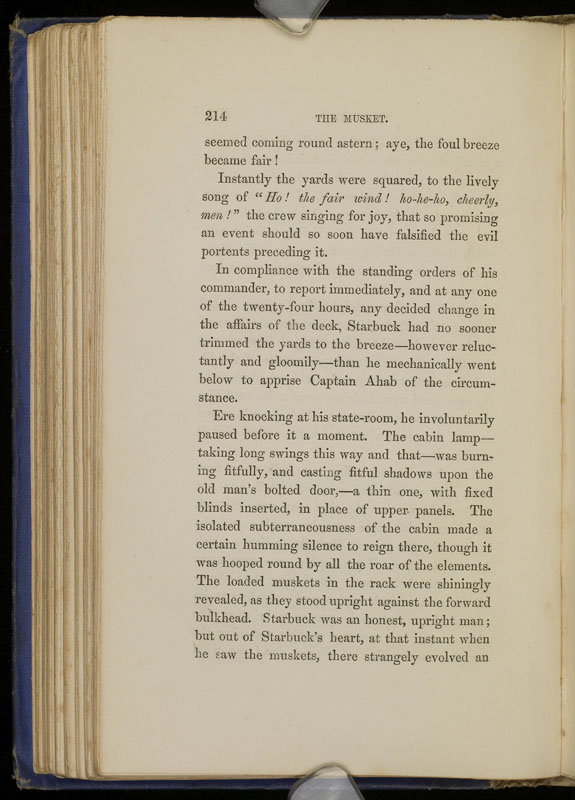 214 THE MUSKET.
seemed coming round astern; aye, the foul breeze
became fair!
Instantly the yards were squared, to the lively
song of “Ho! the fair wind! ho-he-ho, cheerly,
men!” the crew singing for joy, that so promising
an event should so soon have falsified the evil
portents preceding it.
In compliance with the standing orders of his
commander, to report immediately, and at any one
of the twenty-four hours, any decided change in
the affairs of the deck, Starbuck had no sooner
trimmed the yards to the breeze—however reluc-
tantly and gloomily—than he mechanically went
below to apprise Captain Ahab of the circum-
stance.
Ere knocking at his state-room, he involuntarily
paused before it a moment. The cabin lamp—
taking long swings this way and that—was burn-
ing fitfully, and casting fitful shadows upon the
old man's bolted door,—a thin one, with fixed
blinds inserted, in place of upper panels. The
isolated subterraneousness of the cabin made a
certain humming silence to reign there, though it
was hooped round by all the roar of the elements.
The loaded muskets in the rack were shiningly
revealed, as they stood upright against the forward
bulkhead. Starbuck was an honest, upright man;
but out of Starbuck's heart, at that instant when
he saw the muskets, there strangely evolved an